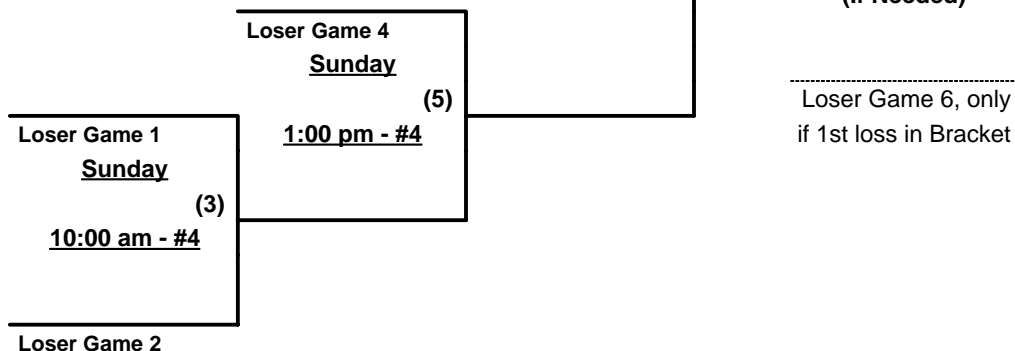 (If Needed)
Loser Game 4
Sunday
(5)
1:00 pm - #4
Loser Game 6, only
if 1st loss in Bracket
Loser Game 1
Sunday
(3)
10:00 am - #4
Loser Game 2